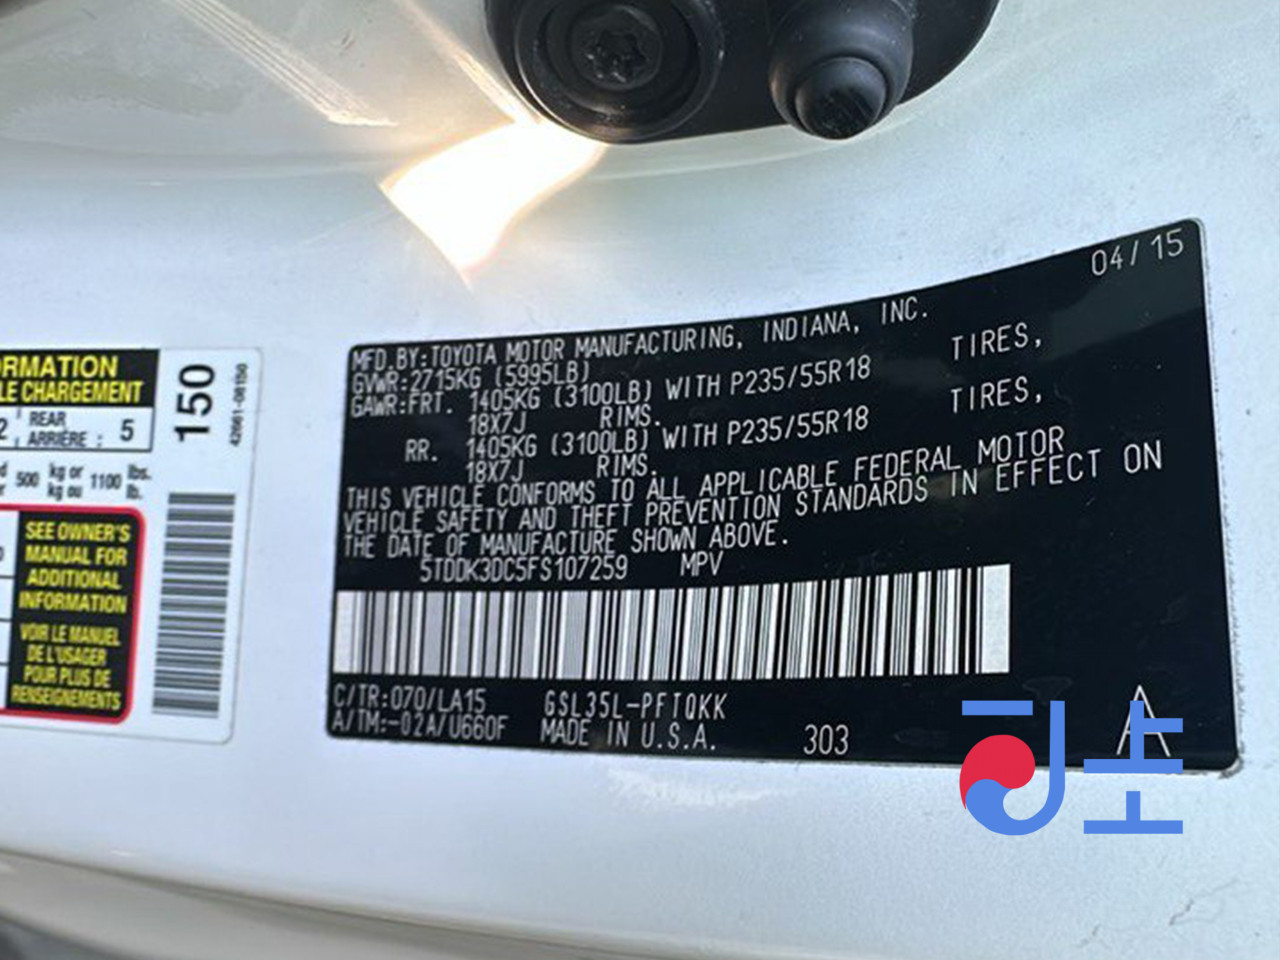 RMATION
LE CHARGEMENT
2 REAR
ARRIÈRE : 5
500 kg or 1100 lbs.
kg ou lb.
SEE OWNER'S
MANUAL FOR
ADDITIONAL
INFORMATION
VOIR LE MANUEL
DE L'USAGER
POUR PLUS DE
RENSEIGNEMENTS
150
42661-08150
04/15
MFD.BY:TOYOTA MOTOR MANUFACTURING, INDIANA, INC.
GVWR:2715KG (5995LB)
GAWR:FRT. 1405KG (3100LB) WITH P235/55R18 TIRES,
18X7J RIMS.
RR. 1405KG (3100LB) WITH P235/55R18 TIRES,
18X7J RIMS.
THIS VEHICLE CONFORMS TO ALL APPLICABLE FEDERAL MOTOR
VEHICLE SAFETY AND THEFT PREVENTION STANDARDS IN EFFECT ON
THE DATE OF MANUFACTURE SHOWN ABOVE.
5TDDK3DC5FS107259 MPV
C/TR:070/LA15 GSL35L-PFTQKK
A/TM:-02A/U660F MADE IN U.S.A. 303 A